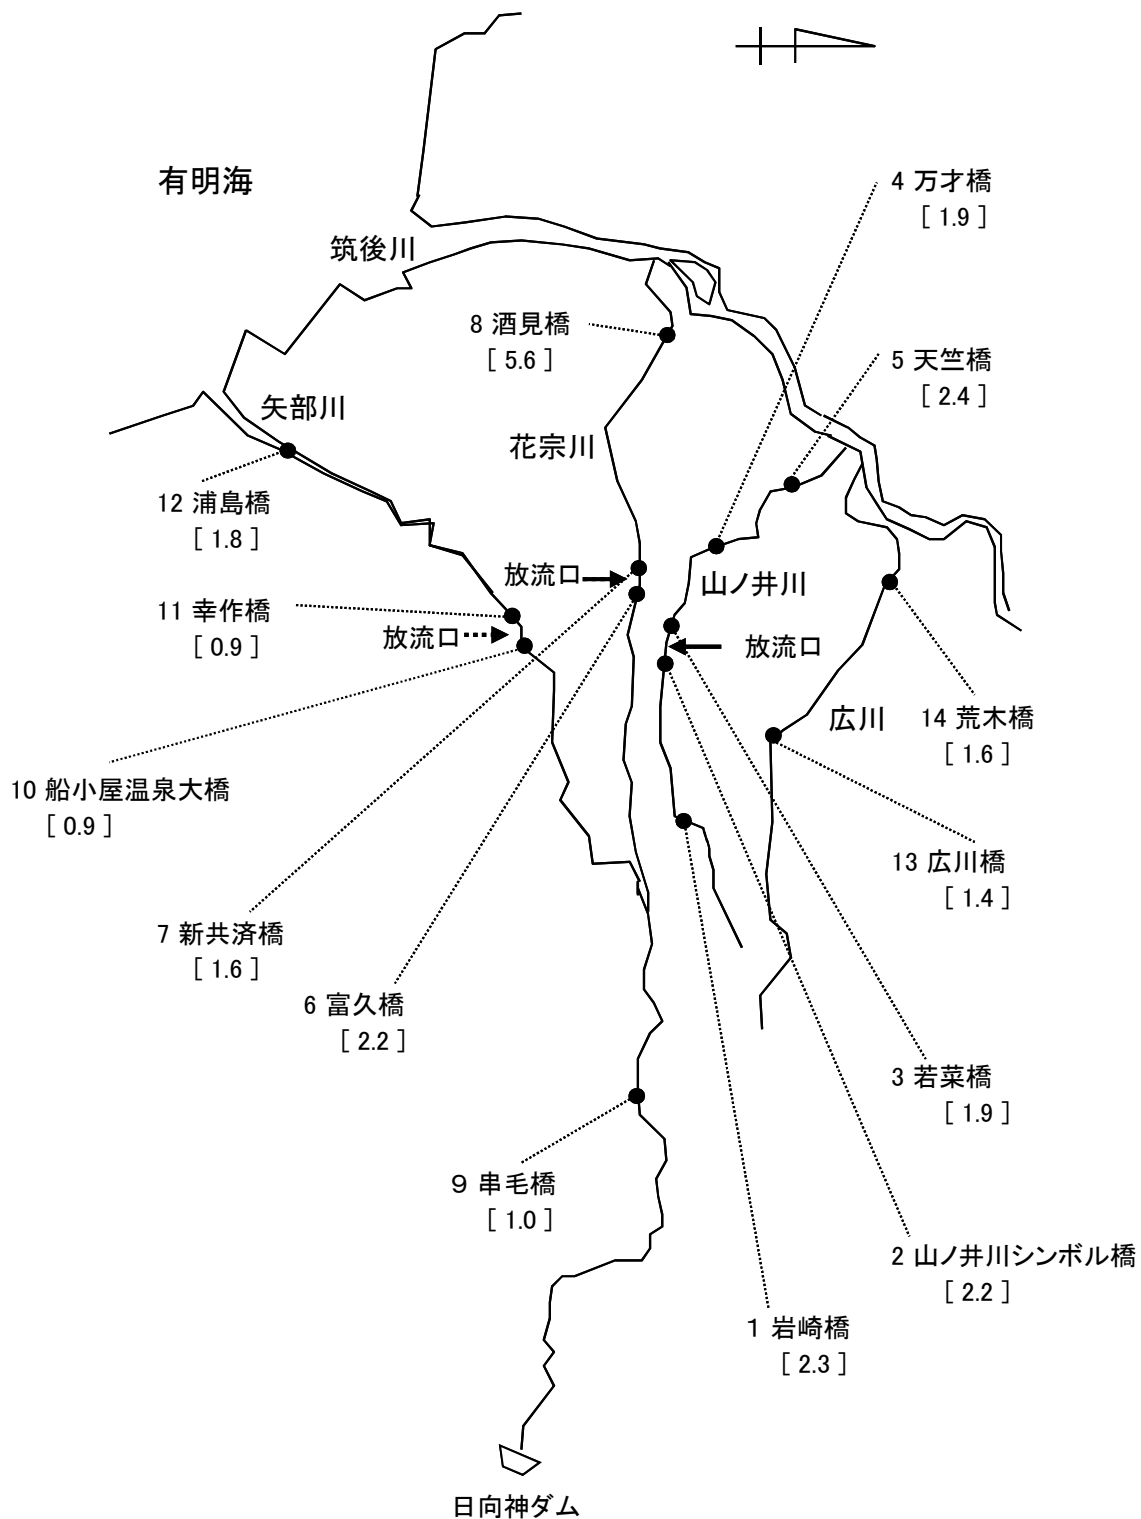 有明海
4 万才橋
[ 1.9 ]
筑後川
8 酒見橋
[ 5.6 ]
5 天竺橋
[ 2.4 ]
矢部川
花宗川
12 浦島橋
[ 1.8 ]
放流口
山ノ井川
11 幸作橋
[ 0.9 ]
放流口
放流口
広川
14 荒木橋
[ 1.6 ]
10 船小屋温泉大橋
[ 0.9 ]
13 広川橋
[ 1.4 ]
7 新共済橋
[ 1.6 ]
6 富久橋
[ 2.2 ]
3 若菜橋
[ 1.9 ]
9 串毛橋
[ 1.0 ]
2 山ノ井川シンボル橋
[ 2.2 ]
1 岩崎橋
[ 2.3 ]
日向神ダム